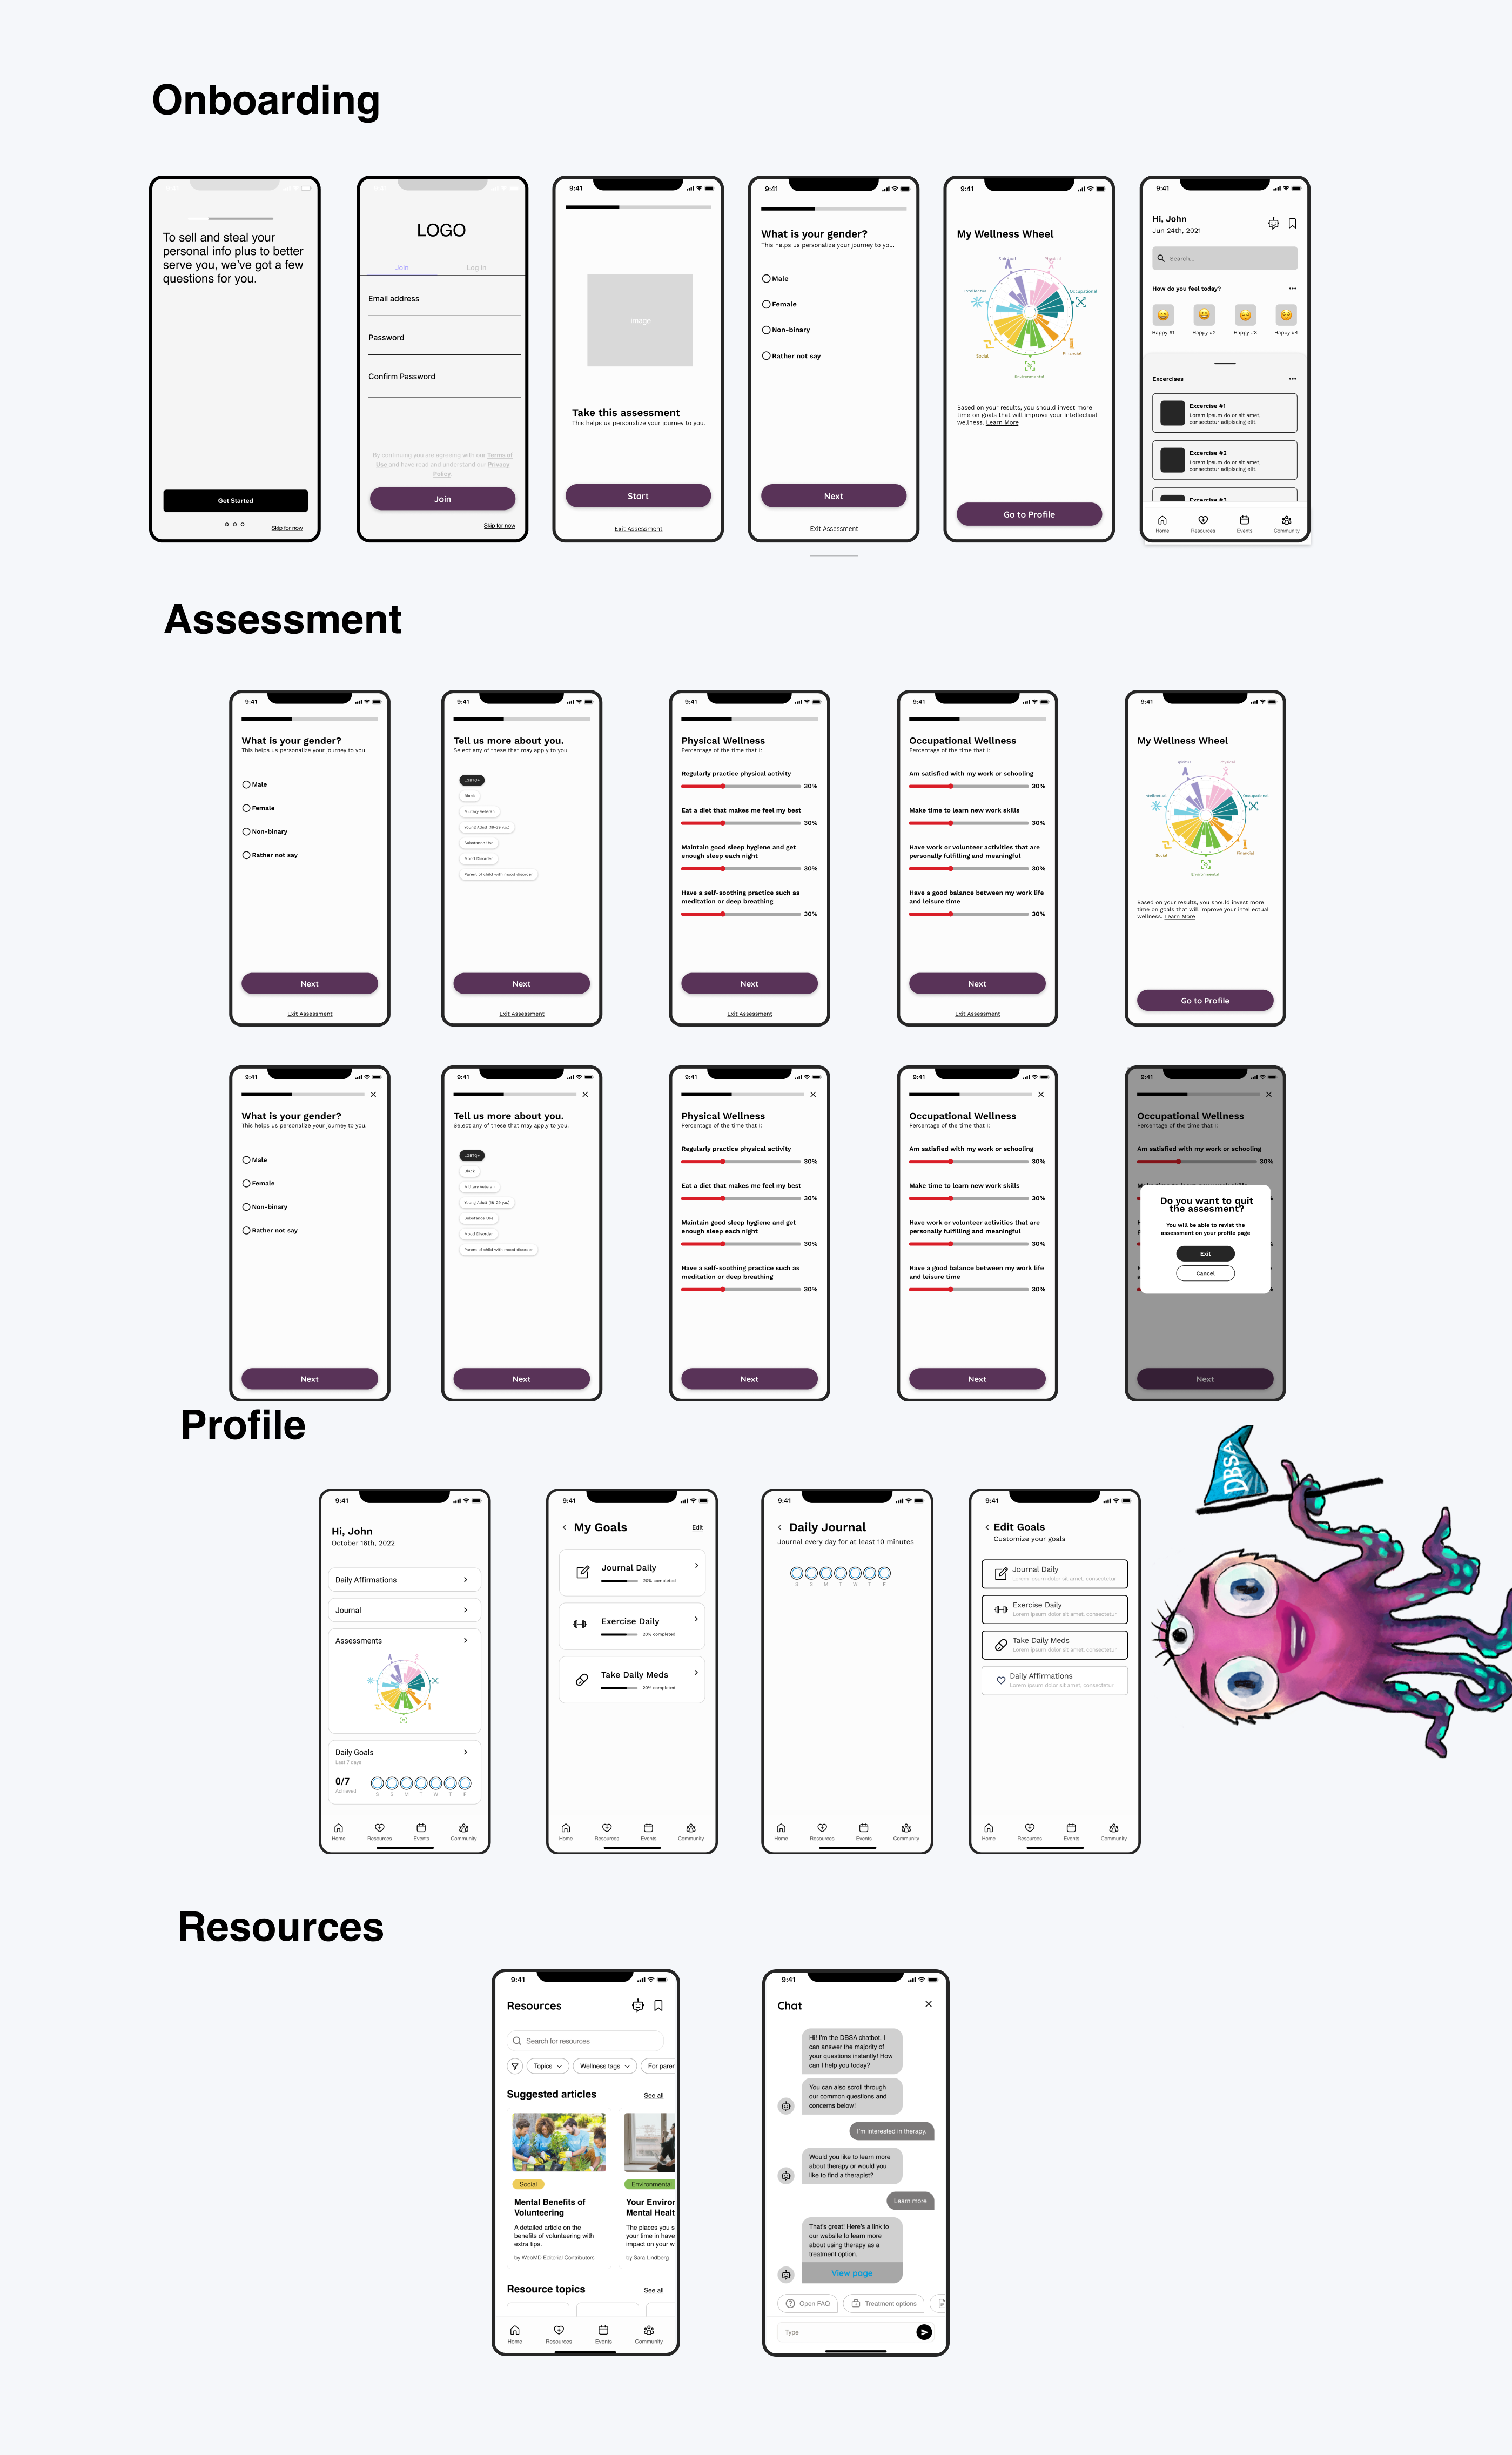 Onboarding
To sell and steal your
personal info plus to better
serve you, we've got a few
questions for you.
Get Started
Skip for now
LOGO
Join
Log In
Email address
Password
Confirm Password
By continuing you are agreeing with our Terms of
Use and have read and understand our Privacy
Policy.
Join
Skip for now
9:41
Image
Take this assessment
This helps us personalize your journey to you.
Start
Exit Assessment
9:41
What is your gender?
This helps us personalize your journey to you.
Male
Female
Non-binary
Rather not say
Next
Exit Assessment
9:41
My Wellness Wheel
Spiritual
Physical
Intellectual
Occupational
Social
Financial
Environmental
Based on your results, you should invest more
time on goals that will improve your intellectual
wellness. Learn More
Go to Profile
9:41
Hi, John
Jun 24th, 2021
Search...
How do you feel today?
Happy #1
Happy #2
Happy #3
Happy #4
Excercises
Excercise #1
Lorem ipsum dolor sit amet,
consectetur adipiscing elit.
Excercise #2
Lorem ipsum dolor sit amet,
consectetur adipiscing elit.
Excercise #3
Home
Resources
Events
Community
Assessment
9:41
What is your gender?
This helps us personalize your journey to you.
Male
Female
Non-binary
Rather not say
Next
Exit Assessment
9:41
Tell us more about you.
Select any of these that may apply to you.
LGBTQ+
Black
Military Veteran
Young Adult (18-29 y.o.)
Substance Use
Mood Disorder
Parent of child with mood disorder
Next
Exit Assessment
9:41
Physical Wellness
Percentage of the time that I:
Regularly practice physical activity
30%
Eat a diet that makes me feel my best
30%
Maintain good sleep hygiene and get
enough sleep each night
30%
Have a self-soothing practice such as
meditation or deep breathing
30%
Next
Exit Assessment
9:41
Occupational Wellness
Percentage of the time that I:
Am satisfied with my work or schooling
30%
Make time to learn new work skills
30%
Have work or volunteer activities that are
personally fulfilling and meaningful
30%
Have a good balance between my work life
and leisure time
30%
Next
Exit Assessment
9:41
My Wellness Wheel
Spiritual
Physical
Intellectual
Occupational
Social
Financial
Environmental
Based on your results, you should invest more
time on goals that will improve your intellectual
wellness. Learn More
Go to Profile
9:41
What is your gender?
This helps us personalize your journey to you.
Male
Female
Non-binary
Rather not say
Next
9:41
Tell us more about you.
Select any of these that may apply to you.
LGBTQ+
Black
Military Veteran
Young Adult (18-29 y.o.)
Substance Use
Mood Disorder
Parent of child with mood disorder
Next
9:41
Physical Wellness
Percentage of the time that I:
Regularly practice physical activity
30%
Eat a diet that makes me feel my best
30%
Maintain good sleep hygiene and get
enough sleep each night
30%
Have a self-soothing practice such as
meditation or deep breathing
30%
Next
9:41
Occupational Wellness
Percentage of the time that I:
Am satisfied with my work or schooling
30%
Make time to learn new work skills
30%
Have work or volunteer activities that are
personally fulfilling and meaningful
30%
Have a good balance between my work life
and leisure time
30%
Next
9:41
Occupational Wellness
Percentage of the time that I:
Am satisfied with my work or schooling
30%
Do you want to quit
the assesment?
You will be able to revist the
assessment on your profile page
Exit
Cancel
Next
Profile
9:41
Hi, John
October 16th, 2022
Daily Affirmations
Journal
Assessments
Daily Goals
Last 7 days
0/7
Achieved
S S M T W T F
Home
Resources
Events
Community
9:41
My Goals
Edit
Journal Daily
20% completed
Exercise Daily
20% completed
Take Daily Meds
20% completed
Home
Resources
Events
Community
9:41
Daily Journal
Journal every day for at least 10 minutes
S S M T W T F
Home
Resources
Events
Community
9:41
Edit Goals
Customize your goals
Journal Daily
Lorem ipsum dolor sit amet, consectetur
Exercise Daily
Lorem ipsum dolor sit amet, consectetur
Take Daily Meds
Lorem ipsum dolor sit amet, consectetur
Daily Affirmations
Lorem ipsum dolor sit amet, consectetur
Home
Resources
Events
Community
DBSA
Resources
9:41
Resources
Search for resources
Topics
Wellness tags
For paren
Suggested articles
See all
Social
Mental Benefits of
Volunteering
A detailed article on the
benefits of volunteering with
extra tips.
by WebMD Editorial Contributors
Environmental
Your Enviror
Mental Healt
The places you s
your time in have
impact on your w
by Sara Lindberg
Resource topics
See all
Home
Resources
Events
Community
9:41
Chat
Hi! I'm the DBSA chatbot. I
can answer the majority of
your questions instantly! How
can I help you today?
You can also scroll through
our common questions and
concerns below!
I'm interested in therapy.
Would you like to learn more
about therapy or would you
like to find a therapist?
Learn more
That's great! Here's a link to
our website to learn more
about using therapy as a
treatment option.
View page
Open FAQ
Treatment options
Type